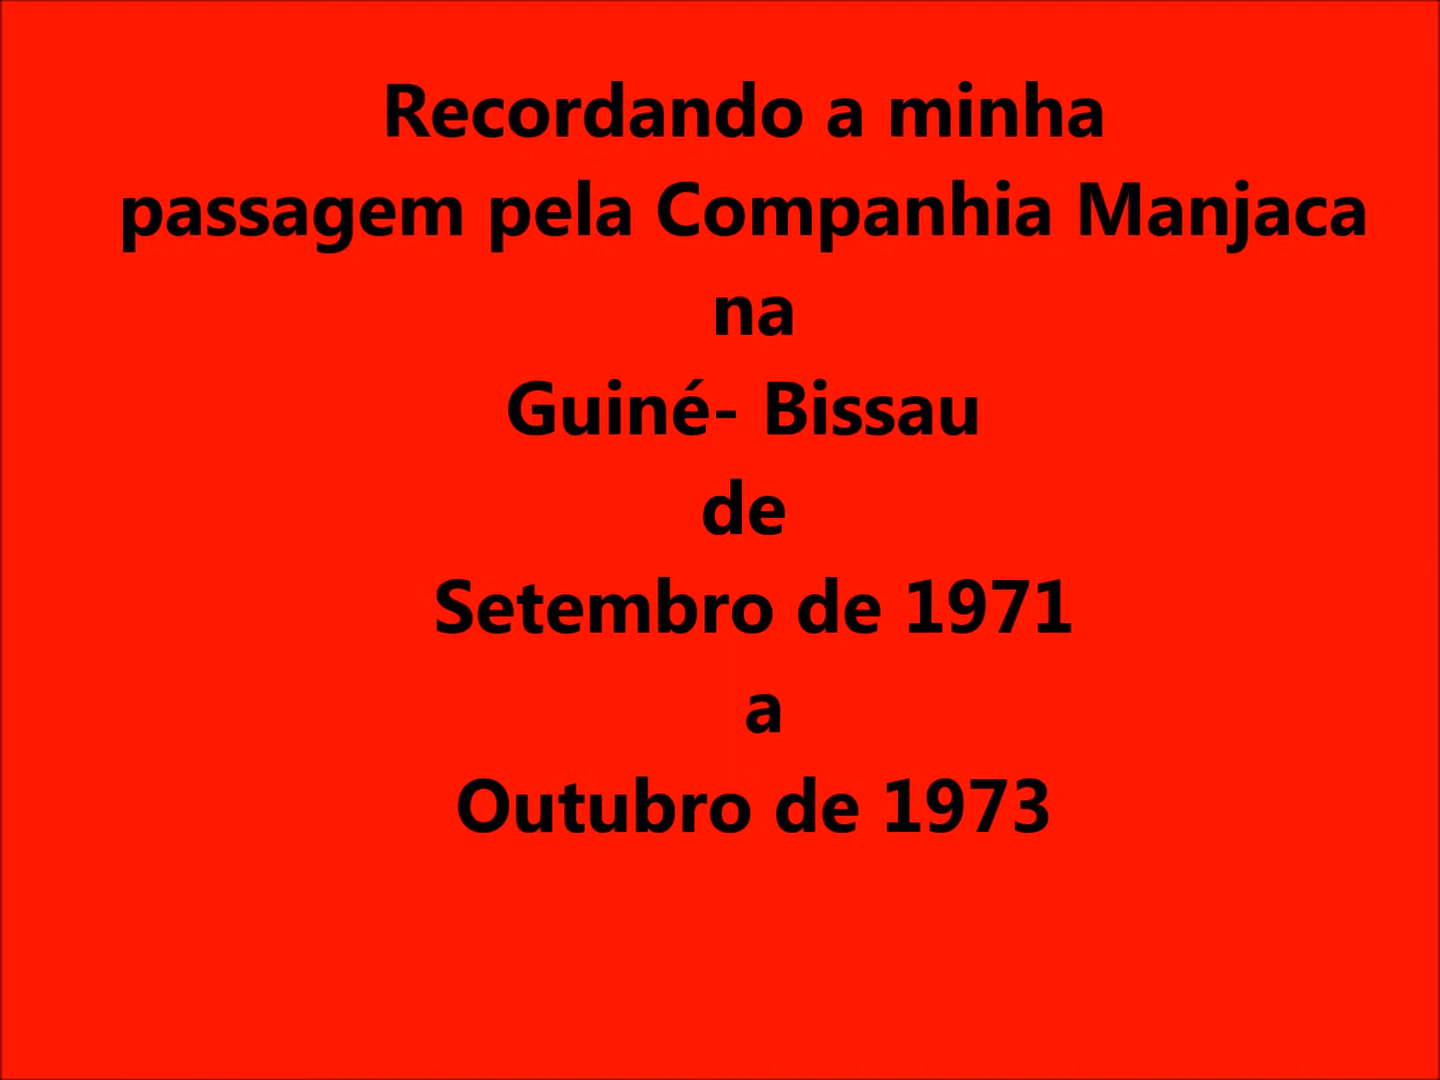 Recordando a minha
passagem pela Companhia Manjaca
na
Guiné- Bissau
de
Setembro de 1971
a
Outubro de 1973